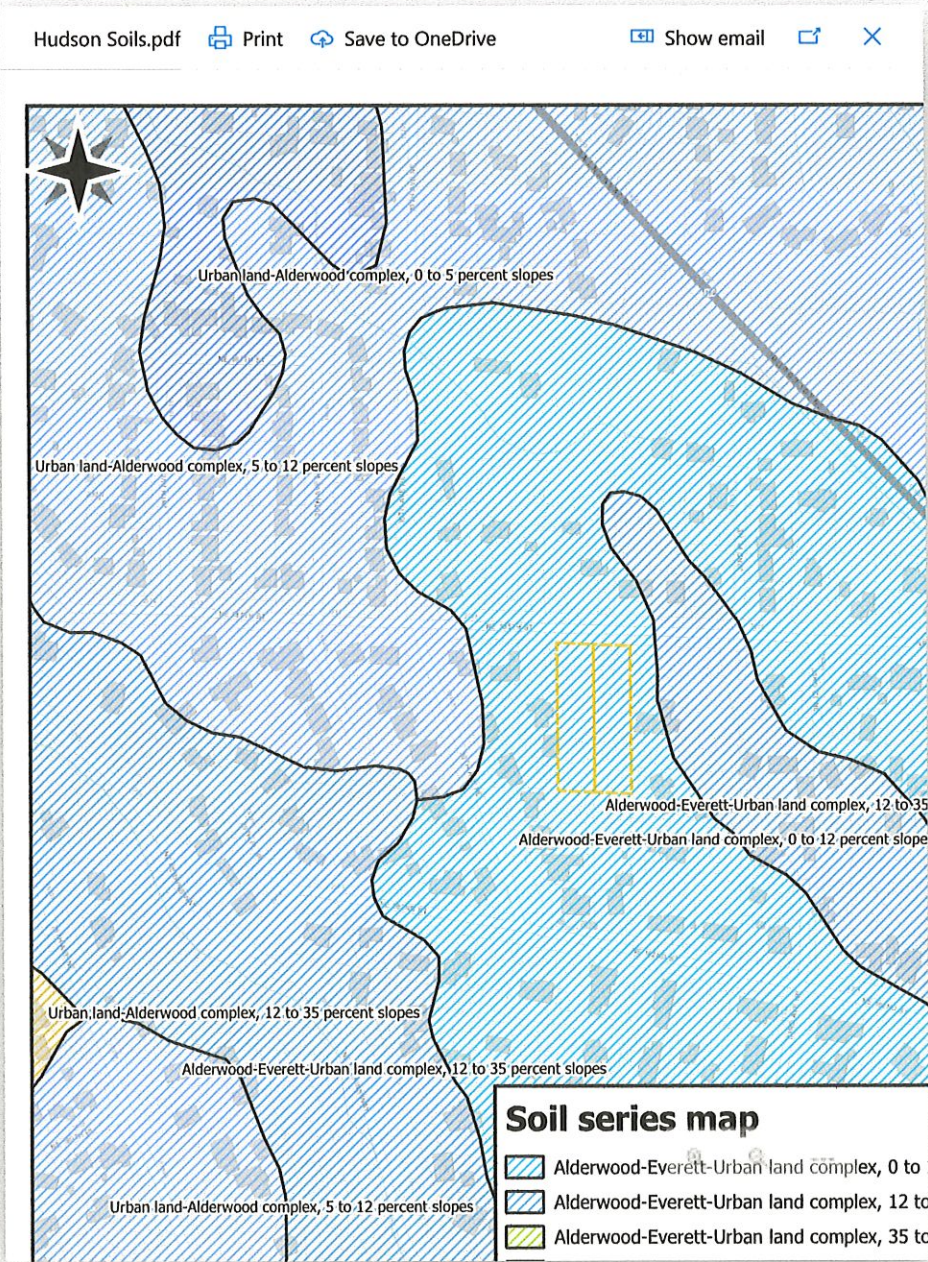 Hudson Soils.pdf Print Save to OneDrive Show email
Urban land-Alderwood complex, 0 to 5 percent slopes
Urban land-Alderwood complex, 5 to 12 percent slopes
Alderwood-Everett-Urban land complex, 12 to 35
Alderwood-Everett-Urban land complex, 0 to 12 percent slope
Urban land-Alderwood complex, 12 to 35 percent slopes
Alderwood-Everett-Urban land complex, 12 to 35 percent slopes
Urban land-Alderwood complex, 5 to 12 percent slopes
Soil series map
Alderwood-Everett-Urban land complex, 0 to
Alderwood-Everett-Urban land complex, 12 to
Alderwood-Everett-Urban land complex, 35 to